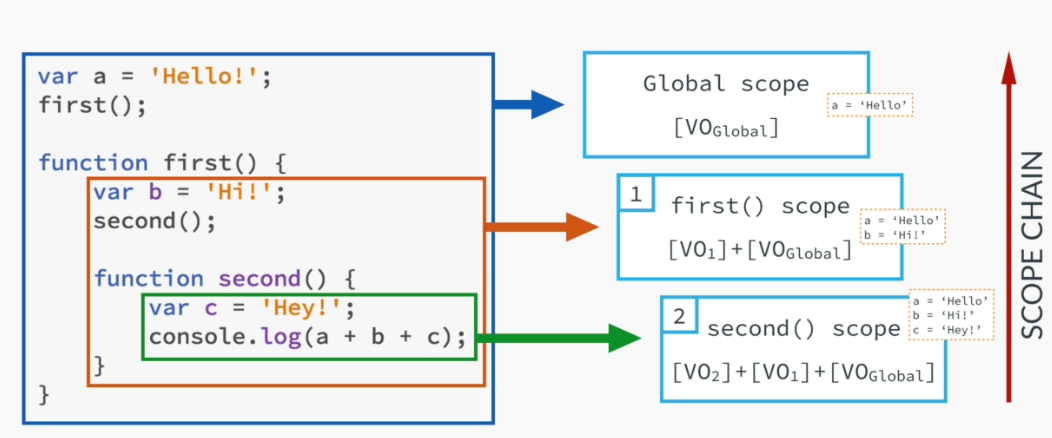 var a = 'Hello!';
first();
function first() {
var b = 'Hi!';
second();
function second() {
var c = 'Hey!';
console.log(a + b + c);
}
}
Global scope
[VOGlobal]
a = ‘Hello’
1
first() scope
[VO1]+[VOGlobal]
a = ‘Hello’
b = ‘Hi!’
2
second() scope
[VO2]+[VO1]+[VOGlobal]
a = ‘Hello’
b = ‘Hi!’
c = ‘Hey!’
SCOPE CHAIN